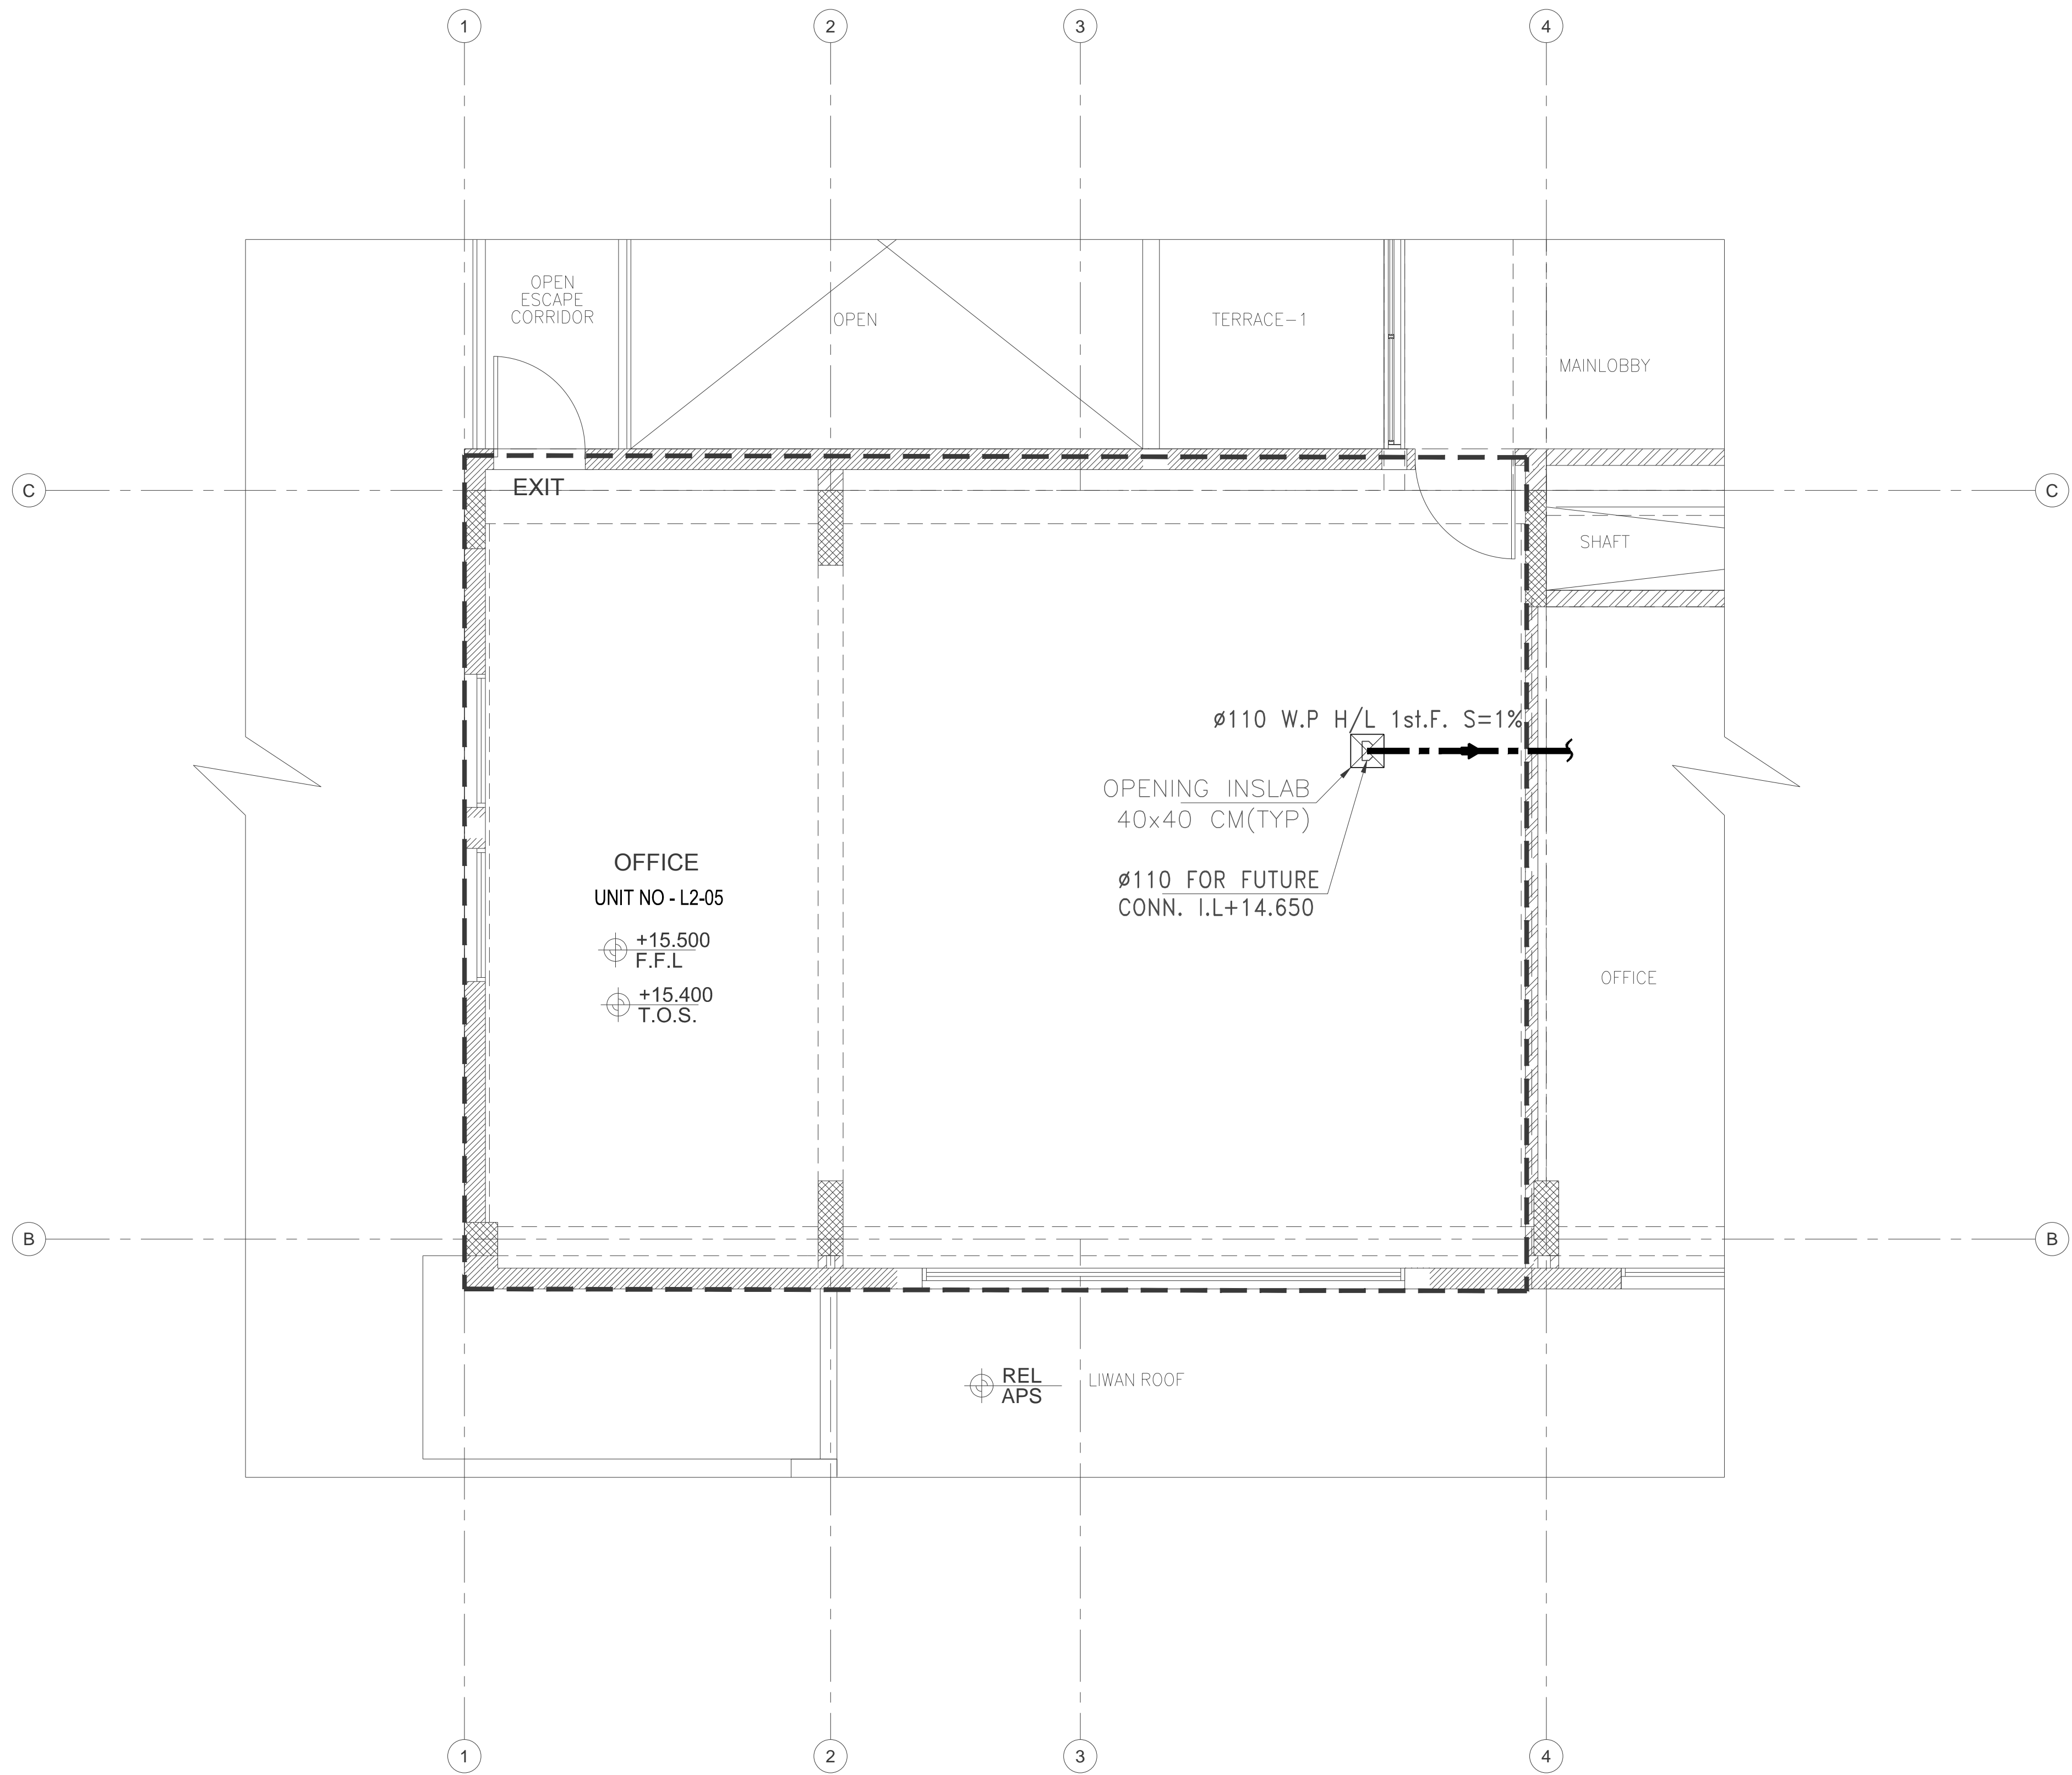 1
2
3
4
OPEN
ESCAPE
CORRIDOR
OPEN
TERRACE-1
MAINLOBBY
C
EXIT
C
SHAFT
ø110 W.P H/L 1st.F. S=1%
OPENING INSLAB
40x40 CM(TYP)
ø110 FOR FUTURE
CONN. I.L+14.650
OFFICE
UNIT NO - L2-05
+15.500
F.F.L
+15.400
T.O.S.
OFFICE
B
B
REL
APS
LIWAN ROOF
1
2
3
4